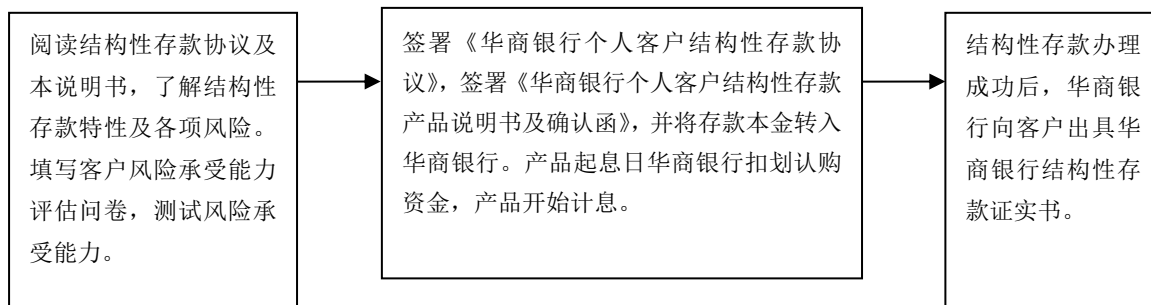 阅读结构性存款协议及
本说明书，了解结构性
存款特性及各项风险。
填写客户风险承受能力
评估问卷，测试风险承
受能力。
签署《华商银行个人客户结构性存款协
议》，签署《华商银行个人客户结构性存款
产品说明书及确认函》，并将存款本金转入
华商银行。产品起息日华商银行扣划认购
资金，产品开始计息。
结构性存款办理
成功后，华商银
行向客户出具华
商银行结构性存
款证实书。